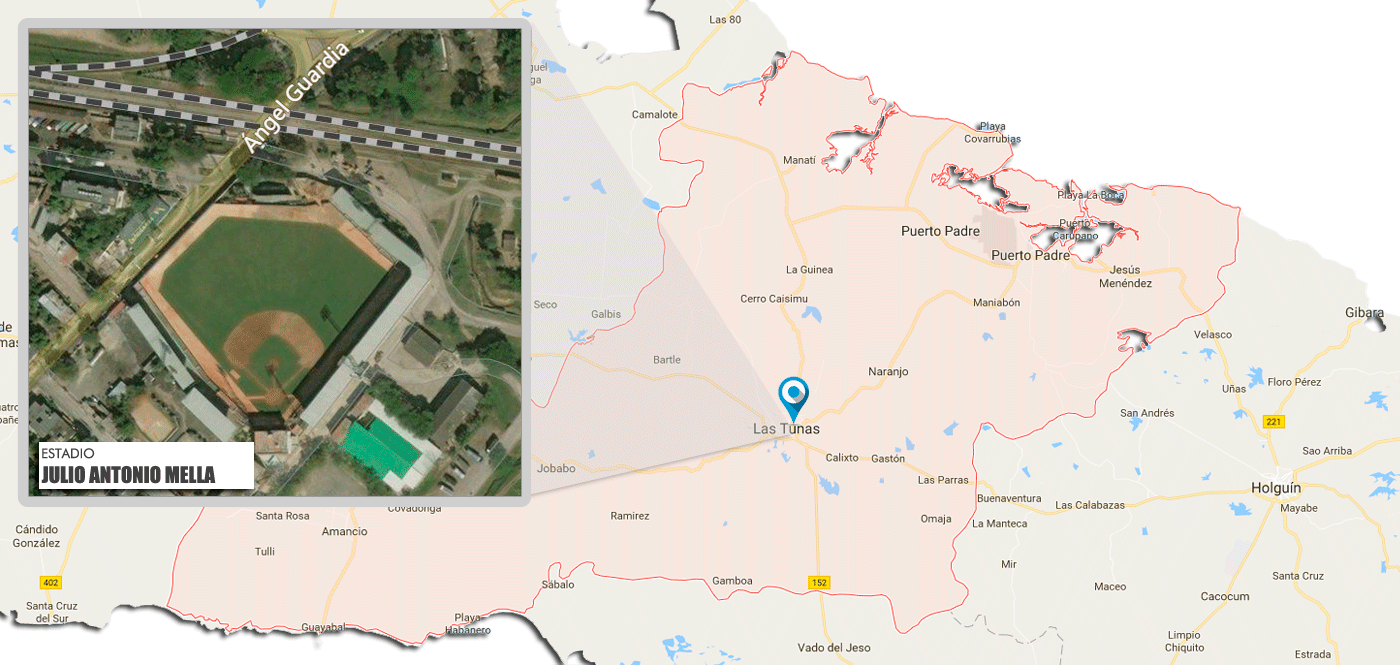 Las 80
Camalote
Ángel Guardia
Manatí
Playa
Covarrubias
Playa La Boca
Puerto Padre
Puerto
Carupano
Puerto Padre
Jesús
Menéndez
La Guinea
Cerro Caisimu
Maniabón
Seco
Galbis
Gibara
Velasco
Bartle
Naranjo
Uñas
Floro Pérez
San Andrés
221
Las Tunas
ESTADIO
JULIO ANTONIO MELLA
Jobabo
Calixto
Gastón
Sao Arriba
Las Parras
Holguín
Buenaventura
Las Calabazas
Mayabe
Covadonga
Santa Rosa
Amancio
Ramirez
Omaja
La Manteca
Cándido
González
Tulli
Mir
402
Sábalo
Gamboa
152
Maceo
Santa Cruz
Cacocum
Santa Cruz
del Sur
Guayabal
Playa
Habanero
Vado del Jeso
Limpio
Chiquito
Estrada